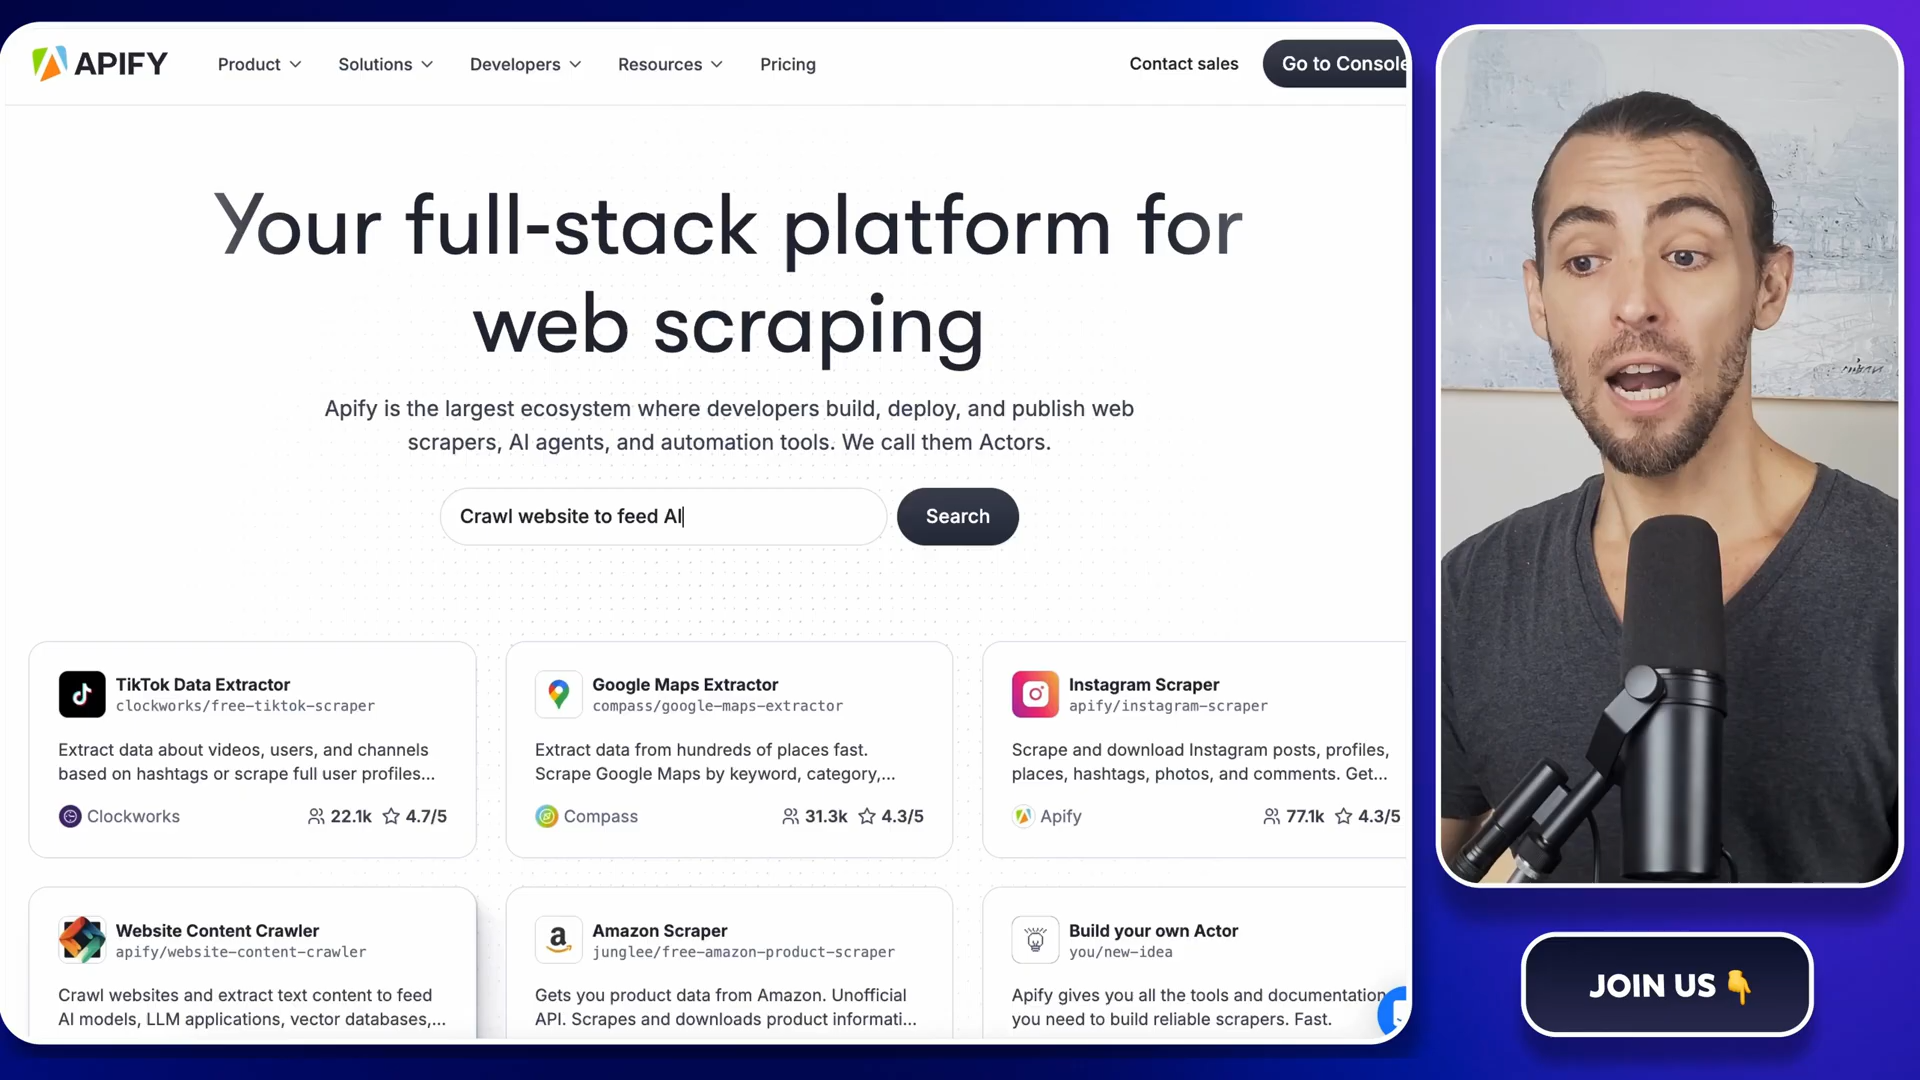 APIFY
Product
Solutions
Developers
Resources
Pricing
Contact sales
Go to Console
Your full-stack platform for
web scraping
Apify is the largest ecosystem where developers build, deploy, and publish web
scrapers, AI agents, and automation tools. We call them Actors.
Crawl website to feed AI
Search
TikTok Data Extractor
clockworks/free-tiktok-scraper
Extract data about videos, users, and channels
based on hashtags or scrape full user profiles...
Clockworks 22.1k 4.7/5
Google Maps Extractor
compass/google-maps-extractor
Extract data from hundreds of places fast.
Scrape Google Maps by keyword, category,...
Compass 31.3k 4.3/5
Instagram Scraper
apify/instagram-scraper
Scrape and download Instagram posts, profiles,
places, hashtags, photos, and comments. Get...
Apify 77.1k 4.3/5
Website Content Crawler
apify/website-content-crawler
Crawl websites and extract text content to feed
AI models, LLM applications, vector databases,...
Amazon Scraper
junglee/free-amazon-product-scraper
Gets you product data from Amazon. Unofficial
API. Scrapes and downloads product informati...
Build your own Actor
you/new-idea
Apify gives you all the tools and documentation
you need to build reliable scrapers. Fast.
JOIN US 👇